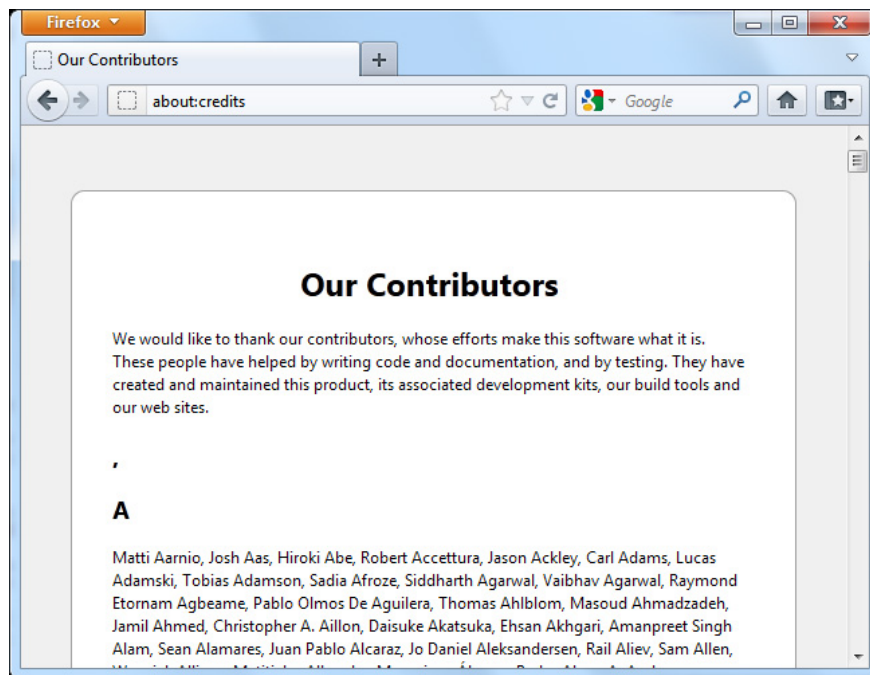 Firefox
Our Contributors
about:credits
Google
Our Contributors
We would like to thank our contributors, whose efforts make this software what it is.
These people have helped by writing code and documentation, and by testing. They have
created and maintained this product, its associated development kits, our build tools and
our web sites.
,
A
Matti Aarnio, Josh Aas, Hiroki Abe, Robert Accettura, Jason Ackley, Carl Adams, Lucas
Adamski, Tobias Adamson, Sadia Afroze, Siddharth Agarwal, Vaibhav Agarwal, Raymond
Etornam Agbeame, Pablo Olmos De Aguilera, Thomas Ahlblom, Masoud Ahmadzadeh,
Jamil Ahmed, Christopher A. Aillon, Daisuke Akatsuka, Ehsan Akhgari, Amanpreet Singh
Alam, Sean Alamares, Juan Pablo Alcaraz, Jo Daniel Aleksandersen, Rail Aliev, Sam Allen,